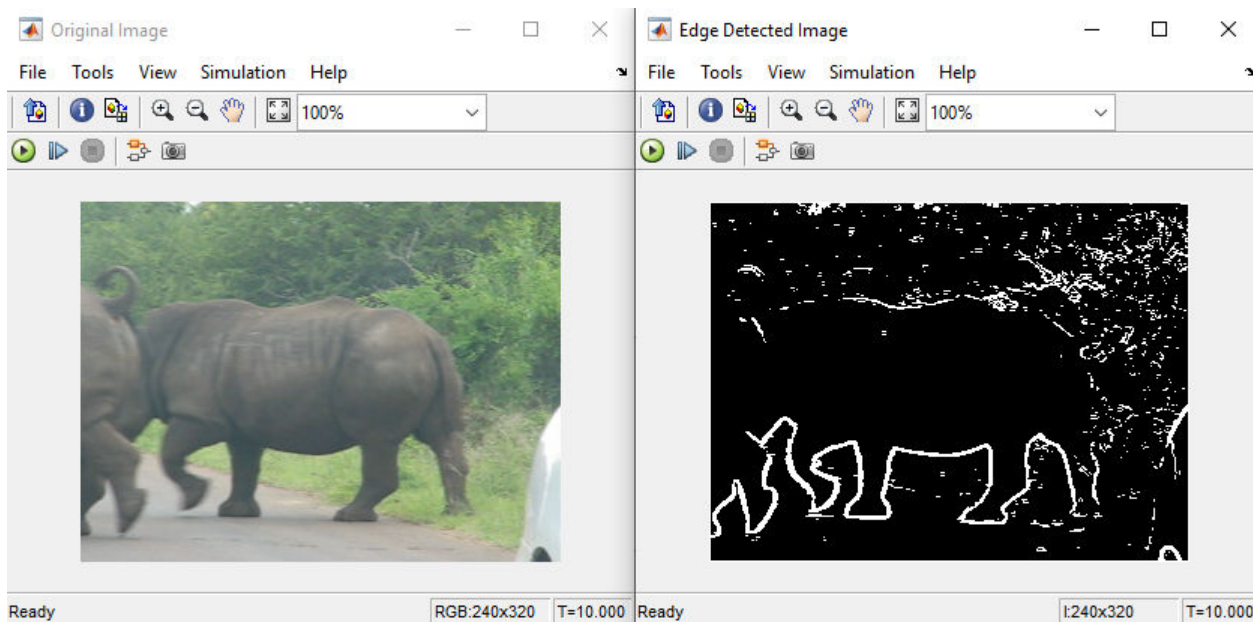 Original Image
File Tools View Simulation Help
100%
Ready RGB:240x320 T=10.000
Edge Detected Image
File Tools View Simulation Help
100%
Ready I:240x320 T=10.000